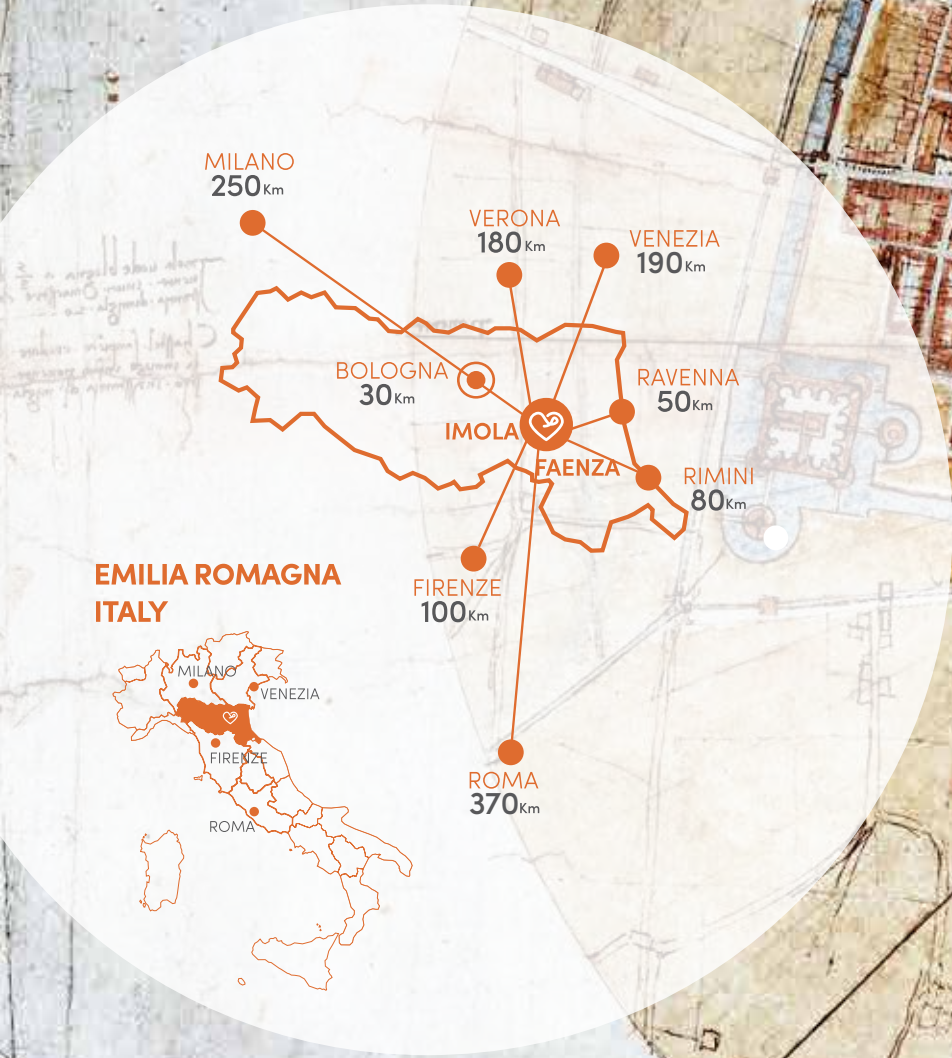 MILANO
250Km
VERONA
180Km
VENEZIA
190Km
BOLOGNA
30Km
RAVENNA
50Km
IMOLA
FAENZA
RIMINI
80Km
FIRENZE
100Km
EMILIA ROMAGNA
ITALY
MILANO
VENEZIA
FIRENZE
ROMA
ROMA
370Km